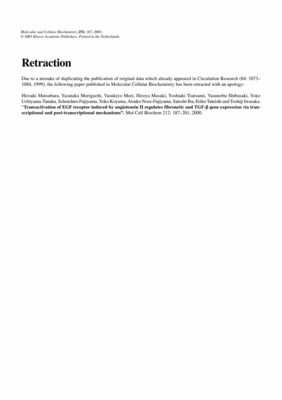 Molecular and Cellular Biochemistry 251: 167, 2003.
© 2003 Kluwer Academic Publishers. Printed in the Netherlands.
Retraction
Due to a mistake of duplicating the publication of original data which already appeared in Circulation Research (84: 1073–
1084, 1999), the following paper published in Molecular Cellular Biochemistry has been extracted with an apology:
Hiroaki Matsubara, Yasutaka Moriguchi, Yasukiyo Mori, Hiroya Masaki, Yoshiaki Tsutsumi, Yasunobu Shibasaki, Yoko
Uchiyama-Tanaka, Schoichiro Fujiyama, Yoko Koyama, Atsuko Nose-Fujiyama, Satoshi Iba, Eriko Tateishi and Toshiji Iwasaka.
"Transactivation of EGF receptor induced by angiotensin II regulates fibronectin and TGF-β gene expression via tran-
scriptional and post-transcriptional mechanisms". Mol Cell Biochem 212: 187–201, 2000.